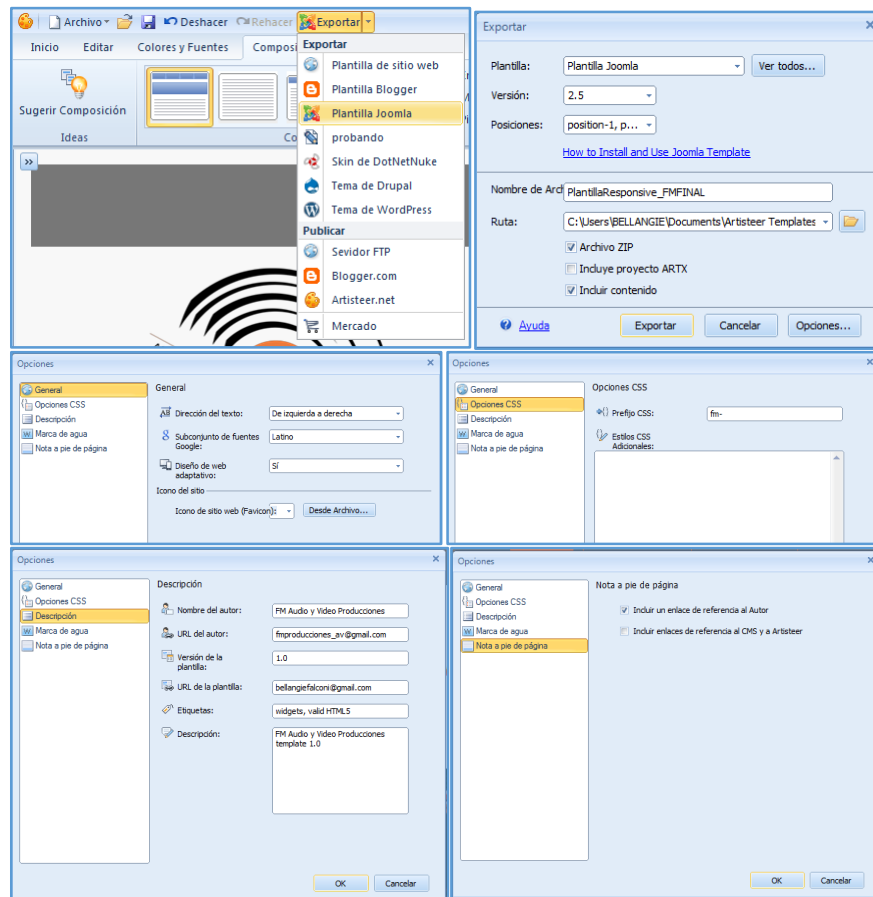 Archivo Deshacer Rehacer Exportar
Inicio Editar Colores y Fuentes Composi
Sugerir Composición
Ideas
Co
Exportar
Plantilla de sitio web
Plantilla Blogger
Plantilla Joomla
probando
Skin de DotNetNuke
Tema de Drupal
Tema de WordPress
Publicar
Sevidor FTP
Blogger.com
Artisteer.net
Mercado
Exportar
Plantilla: Plantilla Joomla Ver todos...
Versión: 2.5
Posiciones: position-1, p...
How to Install and Use Joomla Template
Nombre de Arc PlantillaResponsive_FMFINAL
Ruta: C:\Users\BELLANGIE\Documents\Artisteer Templates
Archivo ZIP
Incluye proyecto ARTX
Incluir contenido
Ayuda Exportar Cancelar Opciones...
Opciones
General
Opciones CSS
Descripción
Marca de agua
Nota a pie de página
General
Dirección del texto: De izquierda a derecha
Subconjunto de fuentes Latino
Google:
Diseño de web Sí
adaptativo:
Icono del sitio
Icono de sitio web (Favicon): Desde Archivo...
Opciones
General
Opciones CSS
Descripción
Marca de agua
Nota a pie de página
Opciones CSS
Prefijo CSS: fm-
Estilos CSS
Adicionales:
Opciones
General
Opciones CSS
Descripción
Marca de agua
Nota a pie de página
Descripción
Nombre del autor: FM Audio y Video Producciones
URL del autor: fmproducciones_av@gmail.com
Versión de la 1.0
plantilla:
URL de la plantilla: bellangiefalconi@gmail.com
Etiquetas: widgets, valid HTML5
Descripción: FM Audio y Video Producciones
template 1.0
OK Cancelar
Opciones
General
Opciones CSS
Descripción
Marca de agua
Nota a pie de página
Nota a pie de página
Incluir un enlace de referencia al Autor
Incluir enlaces de referencia al CMS y a Artisteer
OK Cancelar